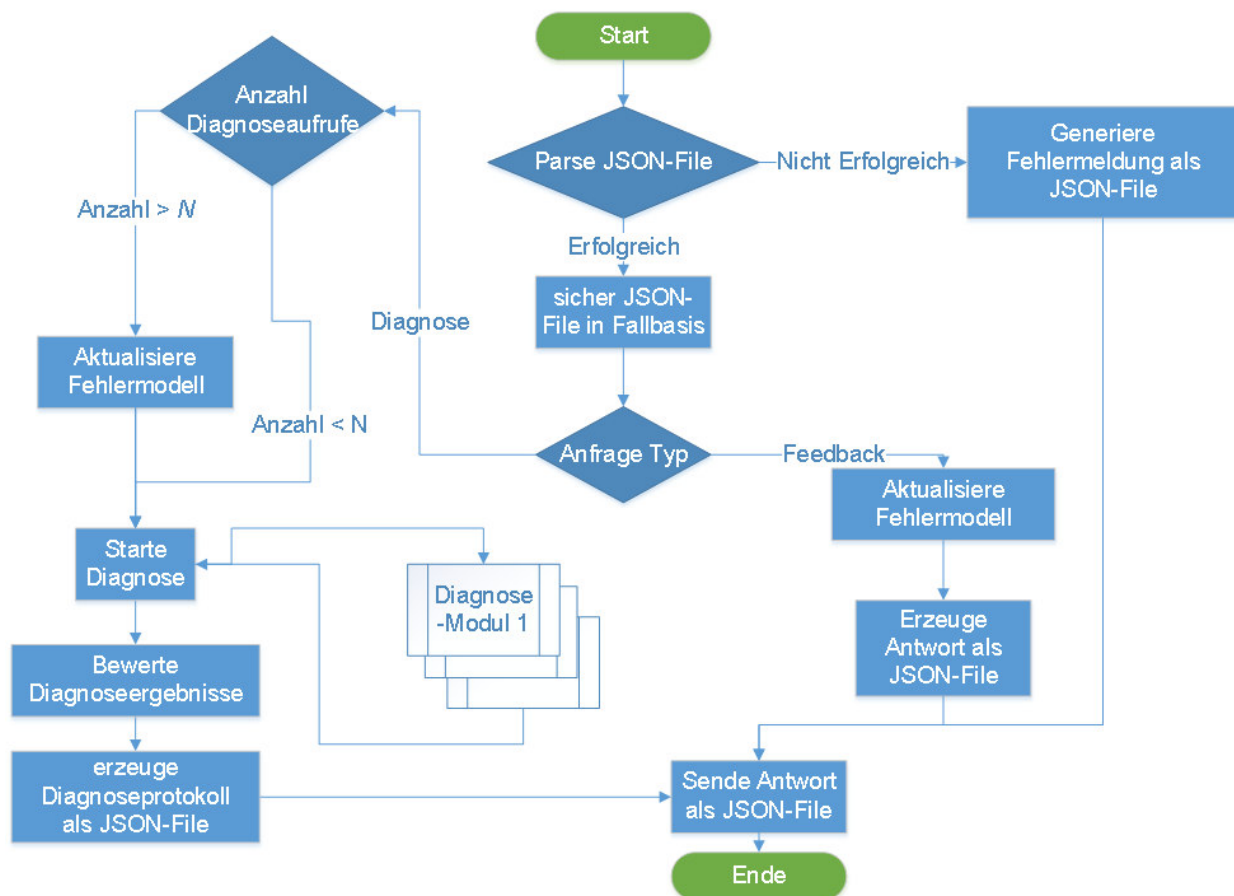 Start
Anzahl
Diagnoseaufrufe
Parse JSON-File
Nicht Erfolgreich
Generiere
Fehlermeldung als
JSON-File
Anzahl > N
Erfolgreich
sicher JSON-
File in Fallbasis
Diagnose
Aktualisiere
Fehlermodell
Anzahl < N
Anfrage Typ
Feedback
Aktualisiere
Fehlermodell
Starte
Diagnose
Diagnose
-Modul 1
Erzeuge
Antwort als
JSON-File
Bewerte
Diagnoseergebnisse
erzeuge
Diagnoseprotokoll
als JSON-File
Sende Antwort
als JSON-File
Ende